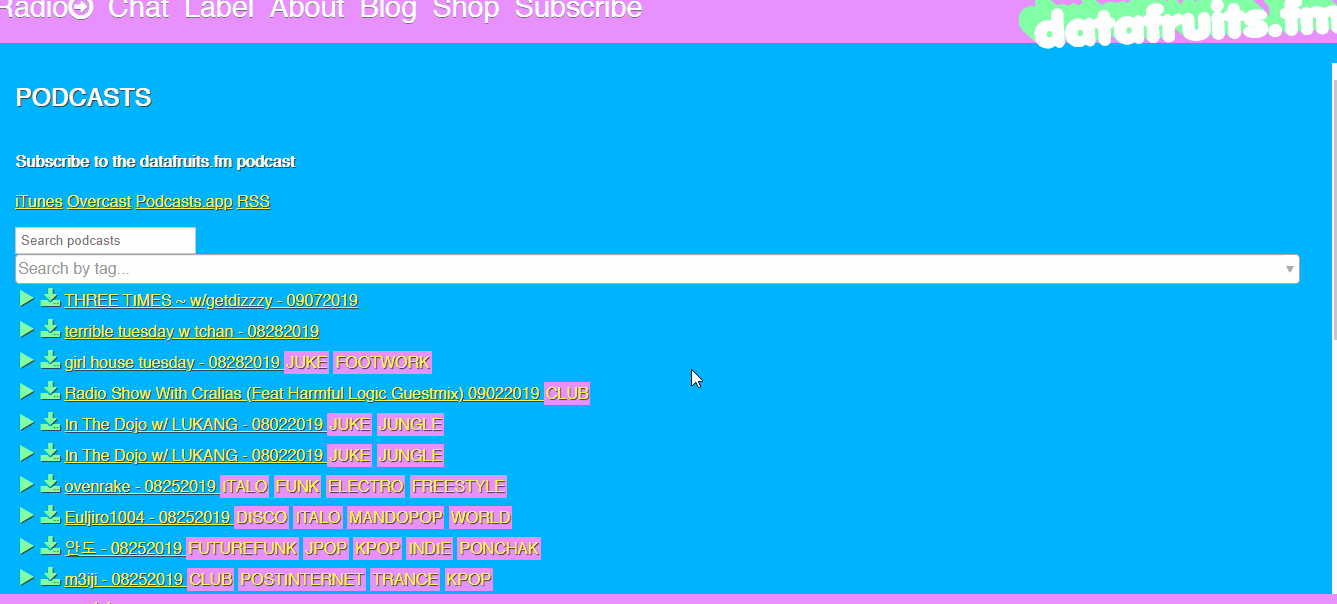 Radio Chat Label About Blog Shop Subscribe
datafruits.fm
PODCASTS
Subscribe to the datafruits.fm podcast
iTunes Overcast Podcasts.app RSS
Search podcasts
Search by tag...
THREE TIMES ~ w/getdizzzy - 09072019
terrible tuesday w tchan - 08282019
girl house tuesday - 08282019 JUKE FOOTWORK
Radio Show With Cralias (Feat Harmful Logic Guestmix) 09022019 CLUB
In The Dojo w/ LUKANG - 08022019 JUKE JUNGLE
In The Dojo w/ LUKANG - 08022019 JUKE JUNGLE
ovenrake - 08252019 ITALO FUNK ELECTRO FREESTYLE
Euljiro1004 - 08252019 DISCO ITALO MANDOPOP WORLD
안도 - 08252019 FUTUREFUNK JPOP KPOP INDIE PONCHAK
m3iji - 08252019 CLUB POSTINTERNET TRANCE KPOP